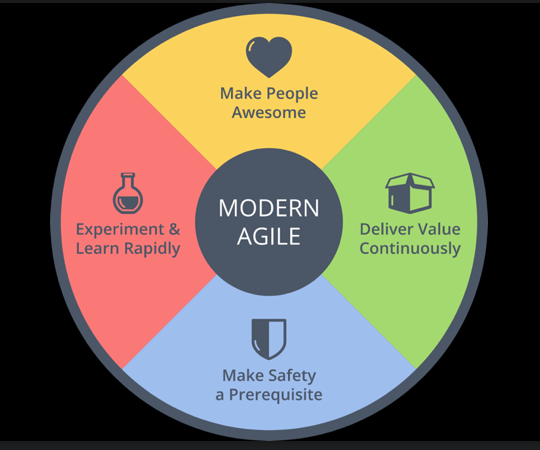 Make People
Awesome
Experiment &
Learn Rapidly
MODERN
AGILE
Deliver Value
Continuously
Make Safety
a Prerequisite